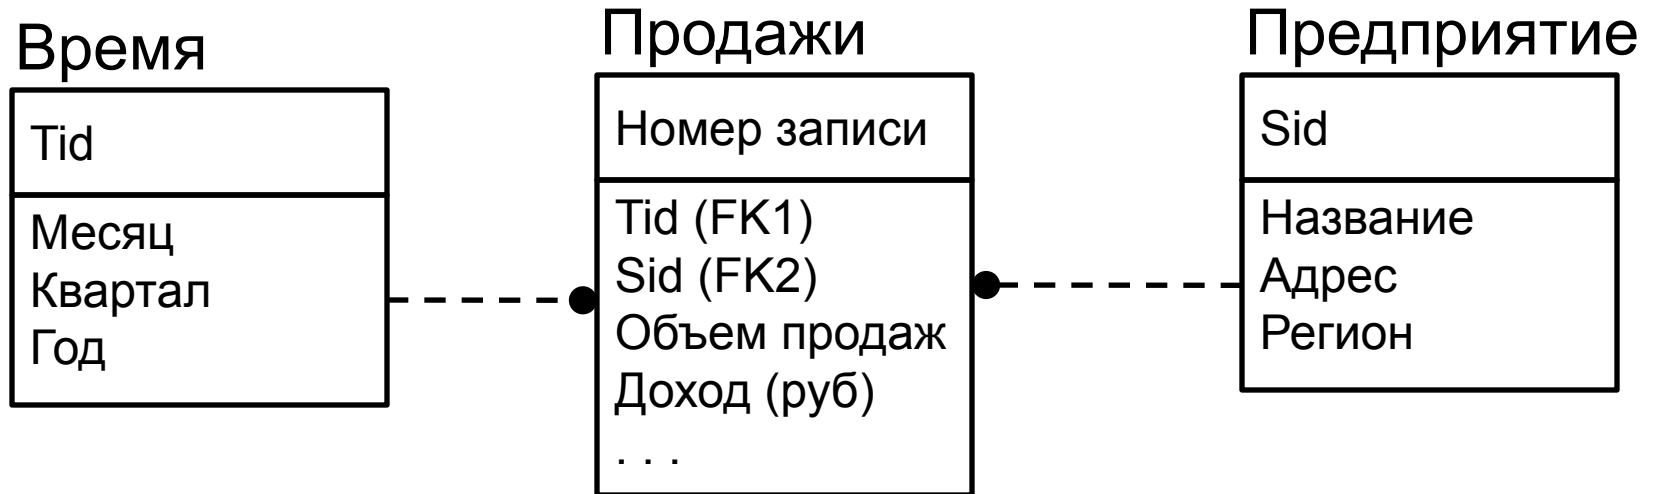 Время
Tid
Месяц
Квартал
Год
Продажи
Номер записи
Tid (FK1)
Sid (FK2)
Объем продаж
Доход (руб)
. . .
Предприятие
Sid
Название
Адрес
Регион